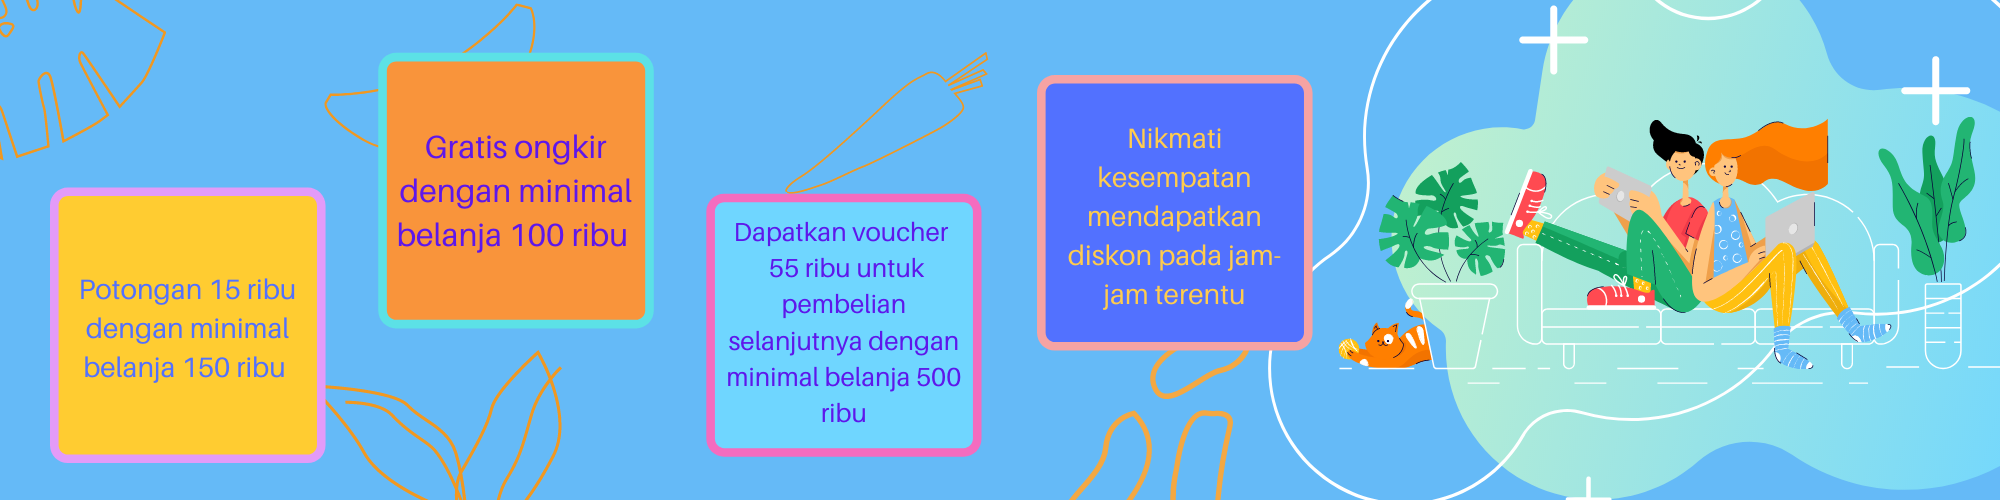 Potongan 15 ribu
dengan minimal
belanja 150 ribu
Gratis ongkir
dengan minimal
belanja 100 ribu
Dapatkan voucher
55 ribu untuk
pembelian
selanjutnya dengan
minimal belanja 500
ribu
Nikmati
kesempatan
mendapatkan
diskon pada jam-
jam terentu